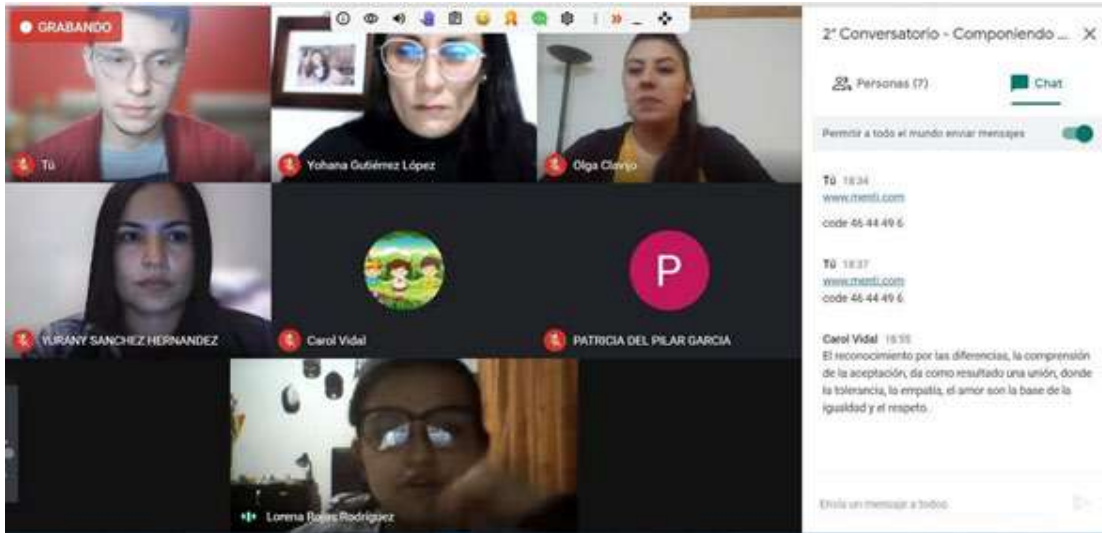 GRABANDO
Tú
Yohana Gutiérrez López
Olga Clavijo
YURANY SANCHEZ HERNANDEZ
Carol Vidal
P
PATRICIA DEL PILAR GARCIA
Lorena Rojas Rodríguez
2° Conversatorio - Componiendo ...
Personas (7)
Chat
Permitir a todo el mundo enviar mensajes
Tú 18:34
www.menti.com
code 46 44 49 6
Tú 18:37
www.menti.com
code 46 44 49 6
Carol Vidal 18:55
El reconocimiento por las diferencias, la comprensión
de la aceptación, da como resultado una unión, donde
la tolerancia, la empatía, el amor son la base de la
igualdad y el respeto.
Envía un mensaje a todos